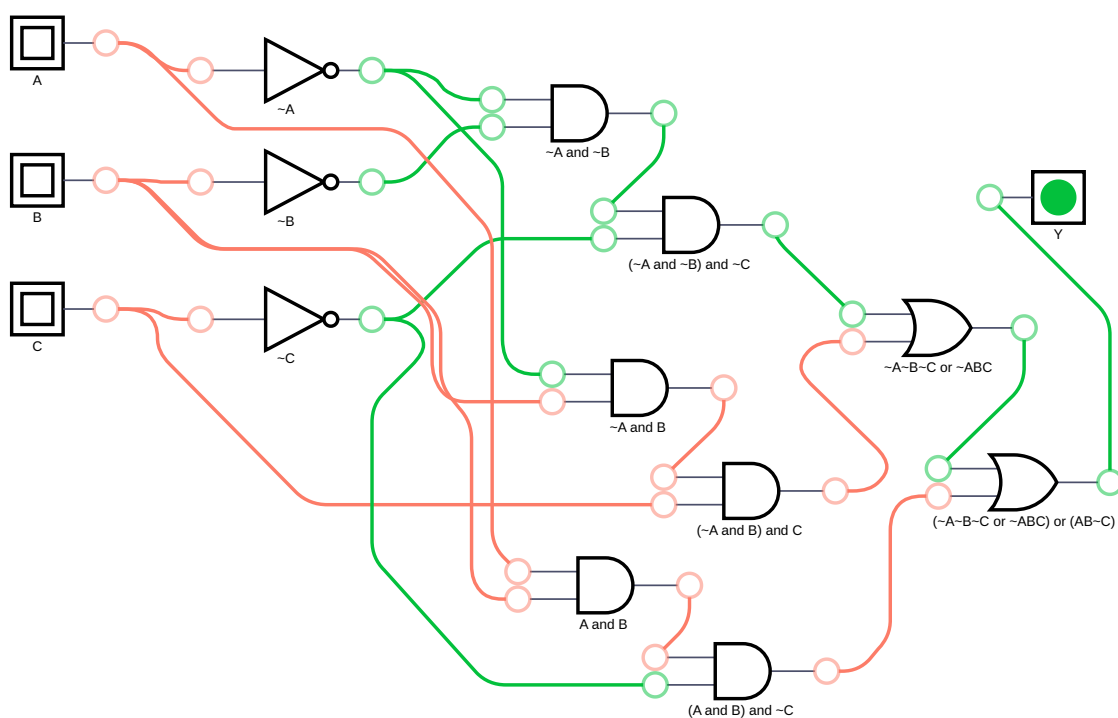 A
~A
~A and ~B
B
~B
Y
(~A and ~B) and ~C
C
~C
~A~B~C or ~ABC
~A and B
(~A~B~C or ~ABC) or (AB~C)
(~A and B) and C
A and B
(A and B) and ~C